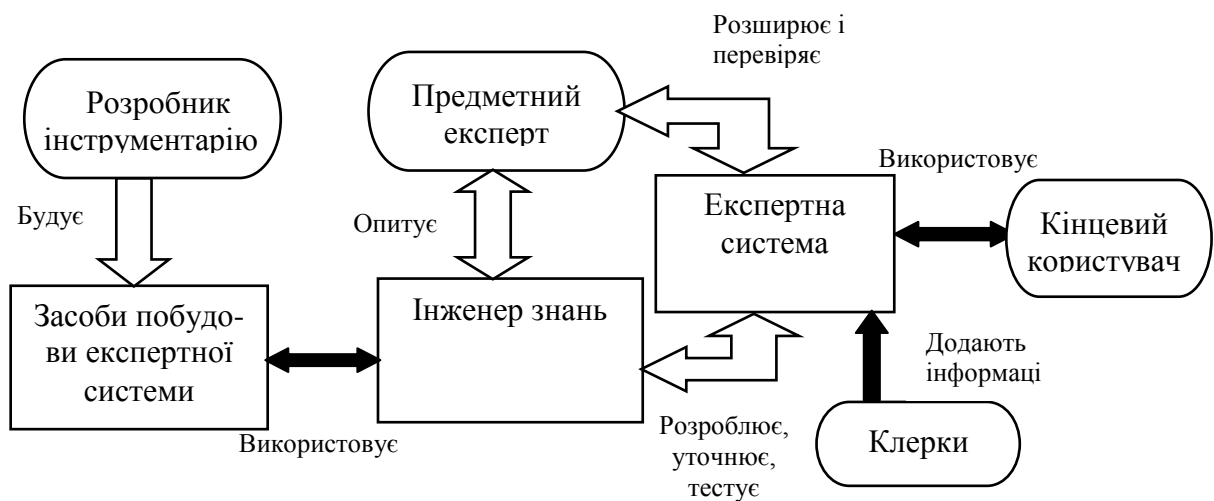 Розширює і
перевіряє
Розробник
інструментарію
Предметний
експерт
Використовує
Будує
Опитує
Експертна
система
Кінцевий
користувач
Засоби побудо-
ви експертної
системи
Інженер знань
Додають
інформаці
Використовує
Розроблює,
уточнює,
тестує
Клерки